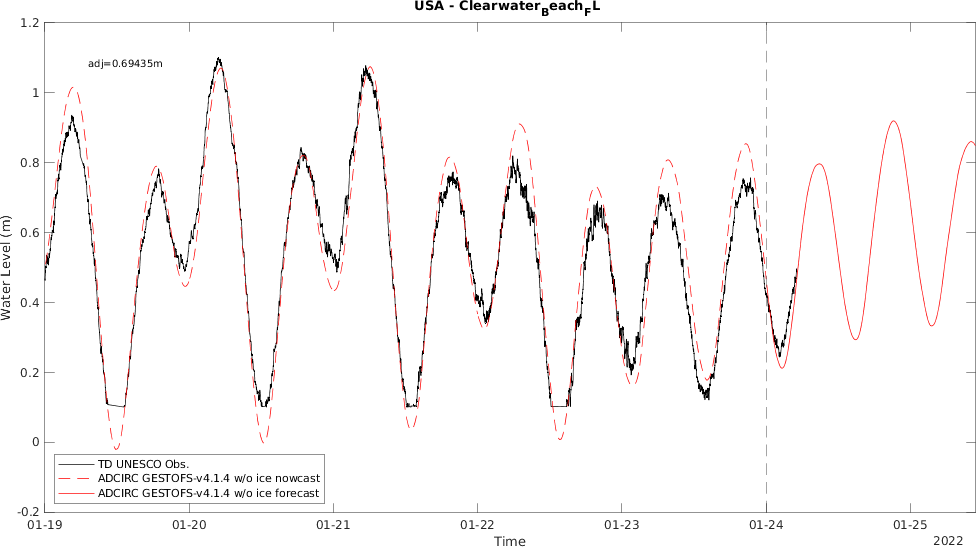 USA - Clearwater_Beach_FL
1.2
adj=0.69435m
1
0.8
0.6
0.4
0.2
0
-0.2
Water Level (m)
TD UNESCO Obs.
ADCIRC GESTOFS-v4.1.4 w/o ice nowcast
ADCIRC GESTOFS-v4.1.4 w/o ice forecast
01-19 01-20 01-21 01-22 01-23 01-24 01-25
Time
2022